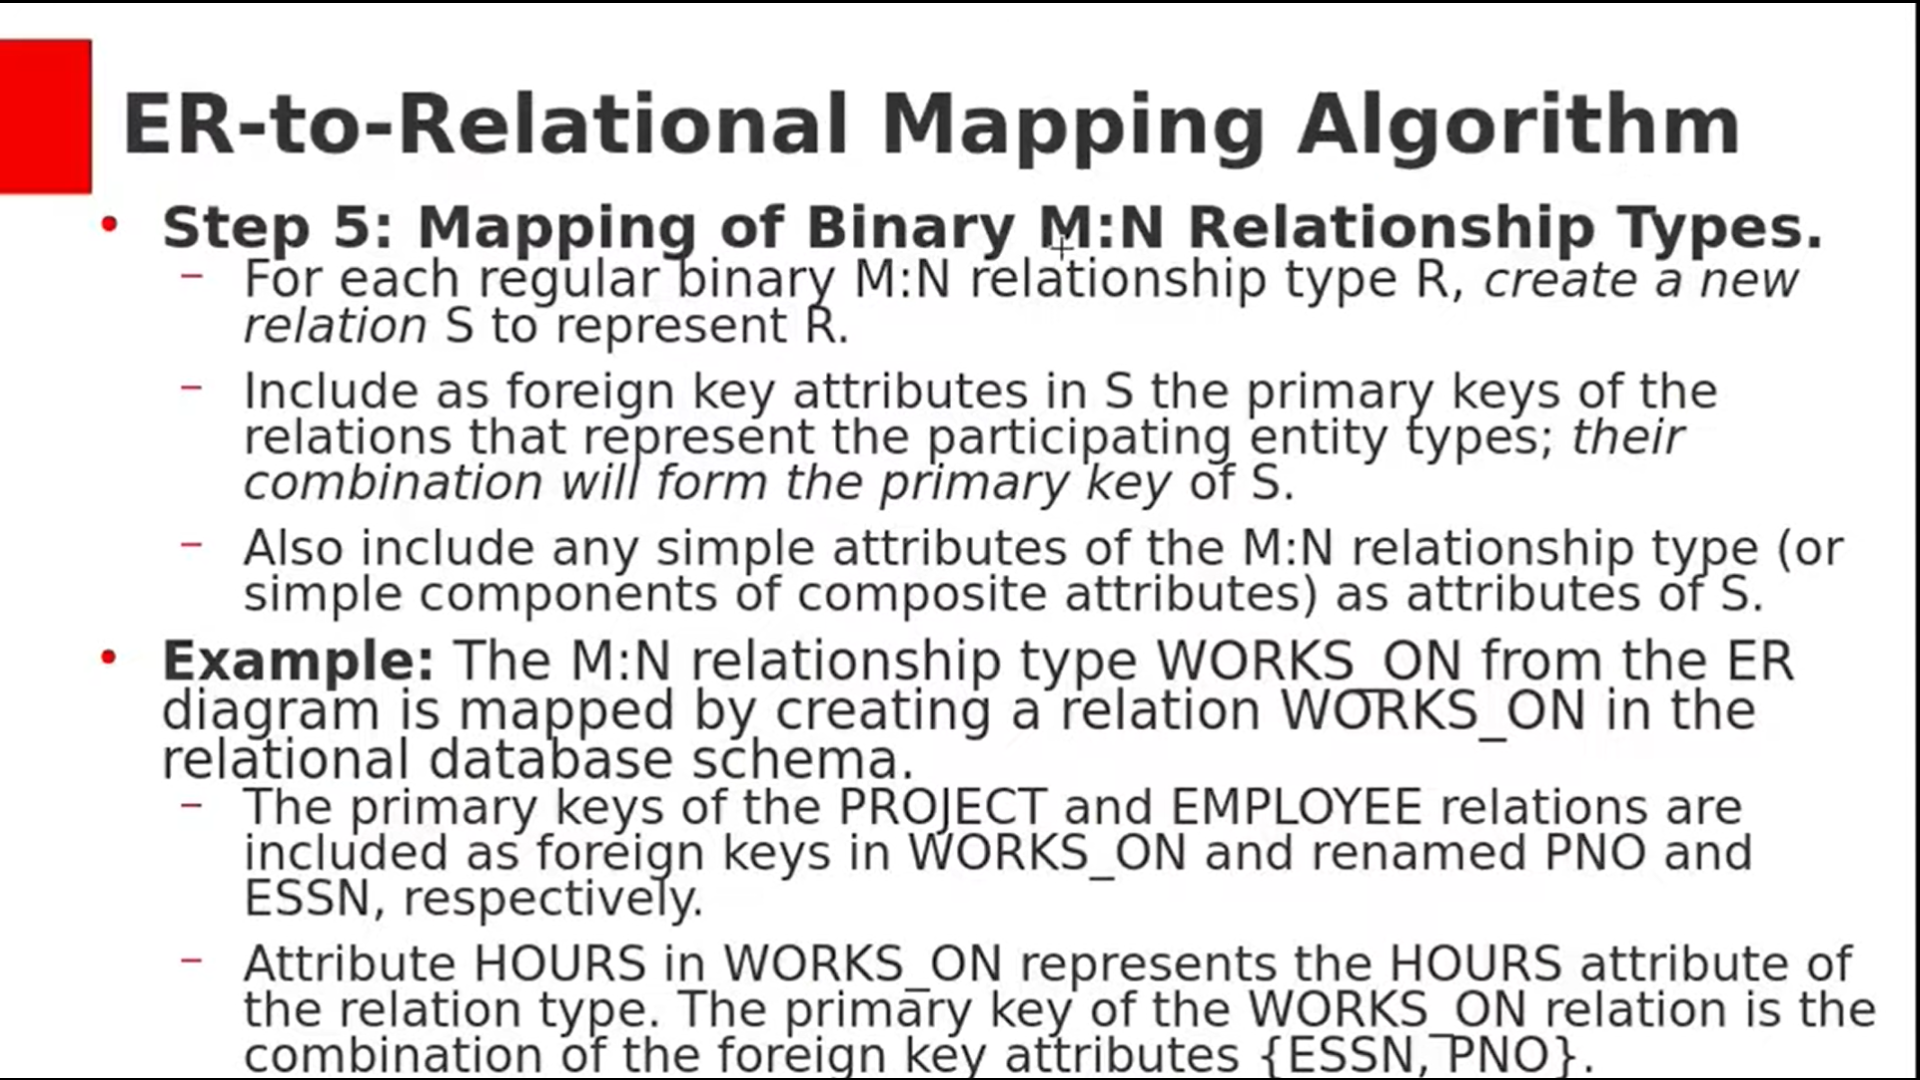 ER-to-Relational Mapping Algorithm
• Step 5: Mapping of Binary M:N Relationship Types.
– For each regular binary M:N relationship type R, create a new
relation S to represent R.
– Include as foreign key attributes in S the primary keys of the
relations that represent the participating entity types; their
combination will form the primary key of S.
– Also include any simple attributes of the M:N relationship type (or
simple components of composite attributes) as attributes of S.
• Example: The M:N relationship type WORKS_ON from the ER
diagram is mapped by creating a relation WORKS_ON in the
relational database schema.
– The primary keys of the PROJECT and EMPLOYEE relations are
included as foreign keys in WORKS_ON and renamed PNO and
ESSN, respectively.
– Attribute HOURS in WORKS_ON represents the HOURS attribute of
the relation type. The primary key of the WORKS_ON relation is the
combination of the foreign key attributes {ESSN, PNO}.